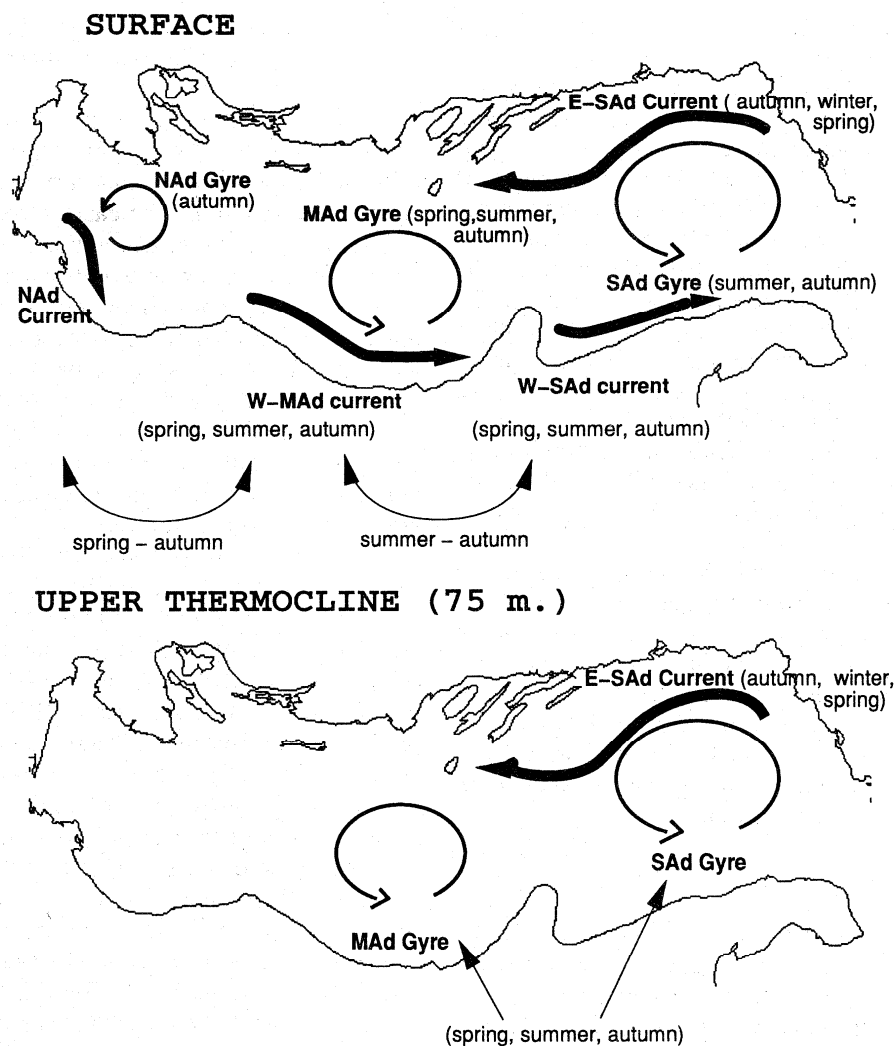 SURFACE
E–SAd Current ( autumn, winter,
spring)
NAd Gyre
(autumn)
MAd Gyre (spring,summer,
autumn)
SAd Gyre (summer, autumn)
NAd
Current
W–MAd current
(spring, summer, autumn)
W–SAd current
(spring, summer, autumn)
spring – autumn
summer – autumn
UPPER THERMOCLINE (75 m.)
E–SAd Current (autumn, winter,
spring)
SAd Gyre
MAd Gyre
(spring, summer, autumn)